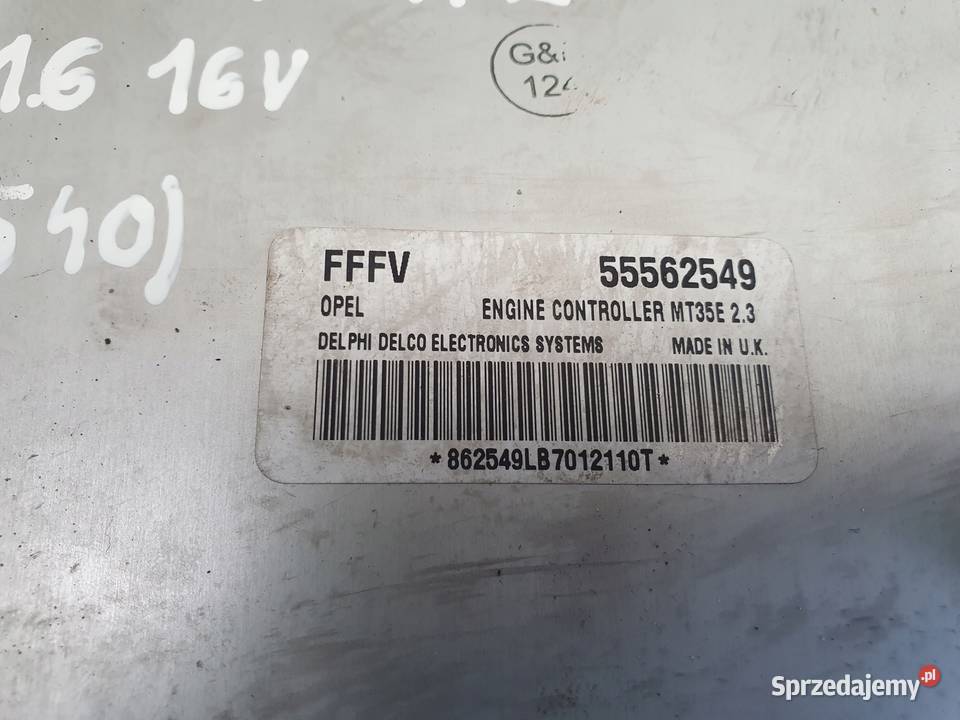 1.6 16V
G&
12
40)
FFFV 55562549
OPEL ENGINE CONTROLLER MT35E 2.3
DELPHI DELCO ELECTRONICS SYSTEMS MADE IN U.K.
*862549LB7012110T*
Sprzedajemy.pl